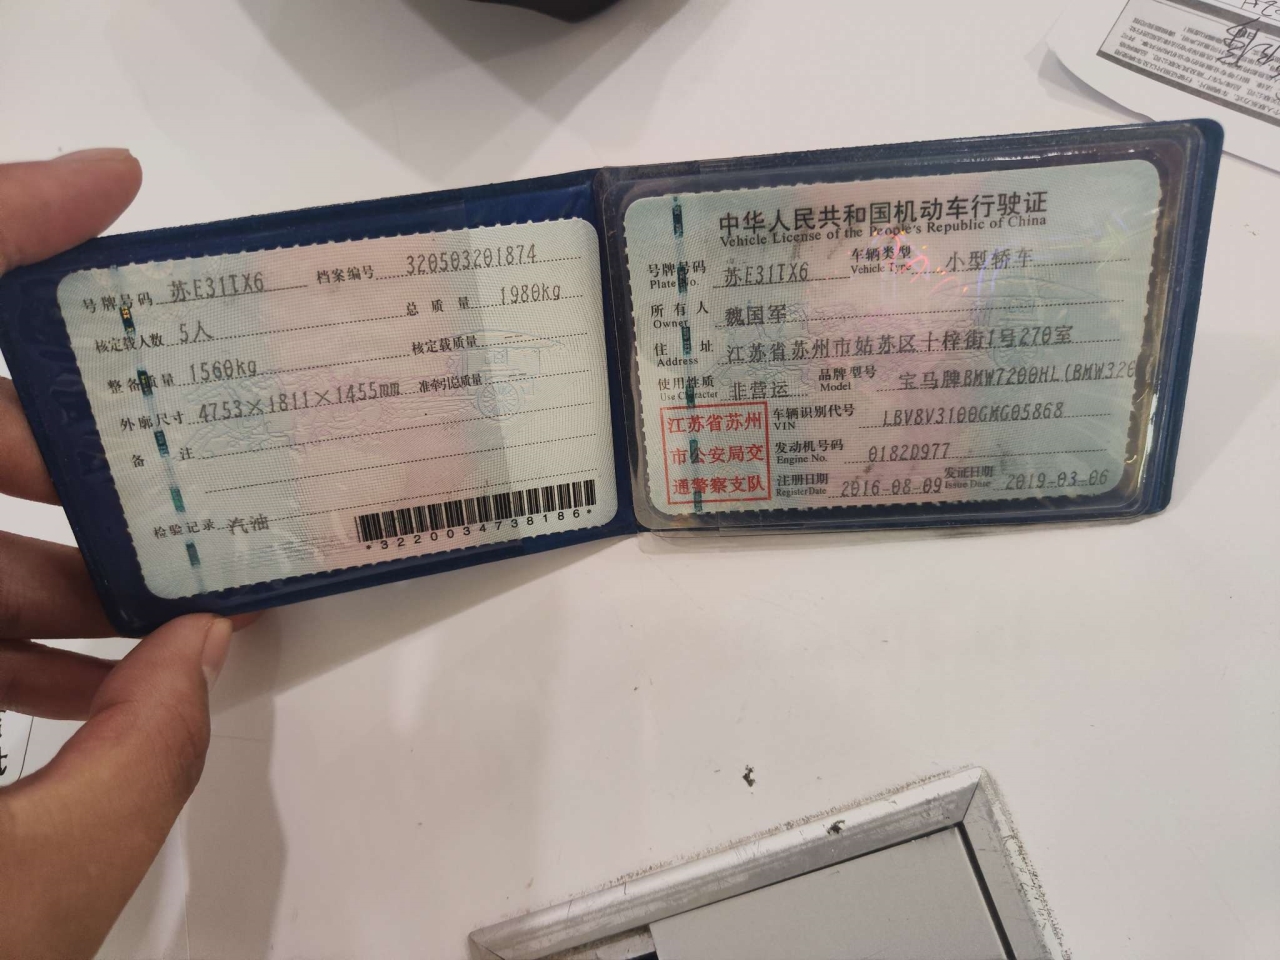 号牌号码 苏E31TX6 档案编号 320503201874
核定载人数 5人 总质量 1980kg
整备质量 1560kg 核定载质量 --
外廓尺寸 4753×1811×1455mm 准牵引总质量
备注
检验记录 汽油
*3220034738186*
中华人民共和国机动车行驶证
Vehicle License of the People's Republic of China
号牌号码 苏E31TX6 车辆类型 小型轿车
Plate No. Vehicle Type
所有人 魏国军
Owner
住址 江苏省苏州市姑苏区十梓街1号270室
Address
使用性质 非营运 品牌型号 宝马牌BMW7200HL(BMW320
Use Character Model
江苏省苏州
市公安局交
通警察支队
车辆识别代号 LBV8V3100GMG05868
VIN
发动机号码 0182D977
Engine No.
注册日期 2016-08-09 发证日期 2019-03-06
Register Date Issue Date